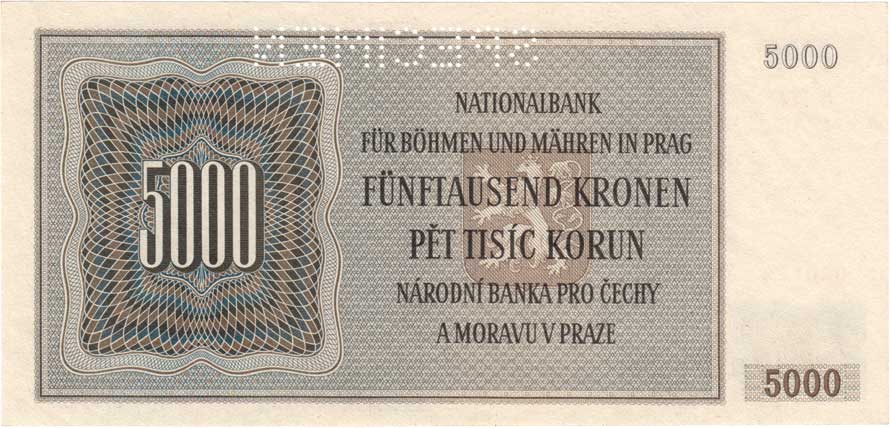 SPECIMEN
5000
5000
NATIONALBANK
FÜR BÖHMEN UND MÄHREN IN PRAG
FÜNFTAUSEND KRONEN
PĚT TISÍC KORUN
NÁRODNÍ BANKA PRO ČECHY
A MORAVU V PRAZE
5000